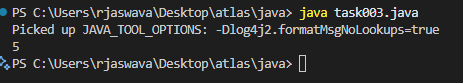 PS C:\Users\rjaswava\Desktop\atlas\java> java task003.java
Picked up JAVA_TOOL_OPTIONS: -Dlog4j2.formatMsgNoLookups=true
5
PS C:\Users\rjaswava\Desktop\atlas\java>